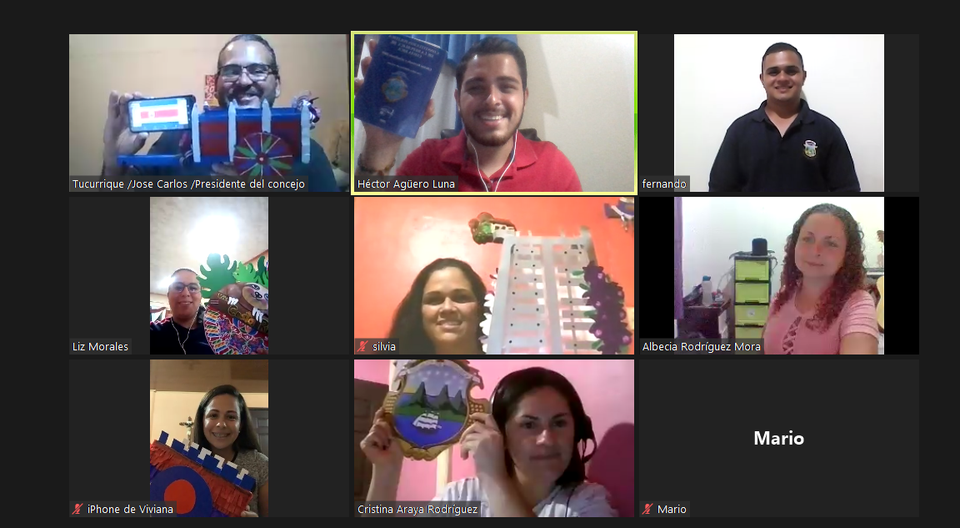 Tucurrique /Jose Carlos /Presidente del concejo
Héctor Agüero Luna
fernando
Liz Morales
silvia
Albecia Rodríguez Mora
iPhone de Viviana
Cristina Araya Rodríguez
Mario
Mario